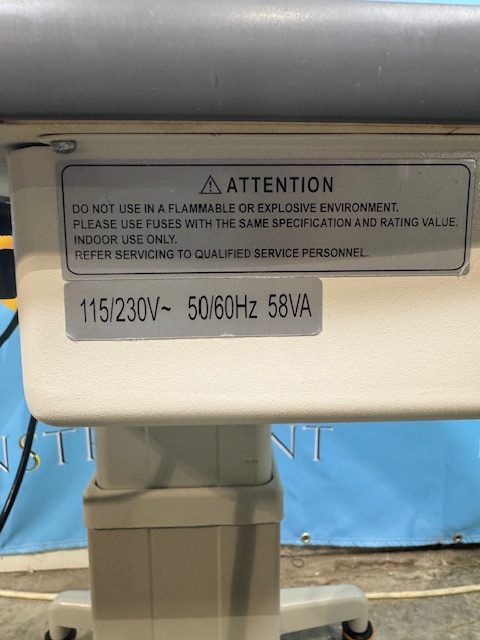 ⚠ ATTENTION
DO NOT USE IN A FLAMMABLE OR EXPLOSIVE ENVIRONMENT.
PLEASE USE FUSES WITH THE SAME SPECIFICATION AND RATING VALUE.
INDOOR USE ONLY.
REFER SERVICING TO QUALIFIED SERVICE PERSONNEL.
115/230V~ 50/60Hz 58VA